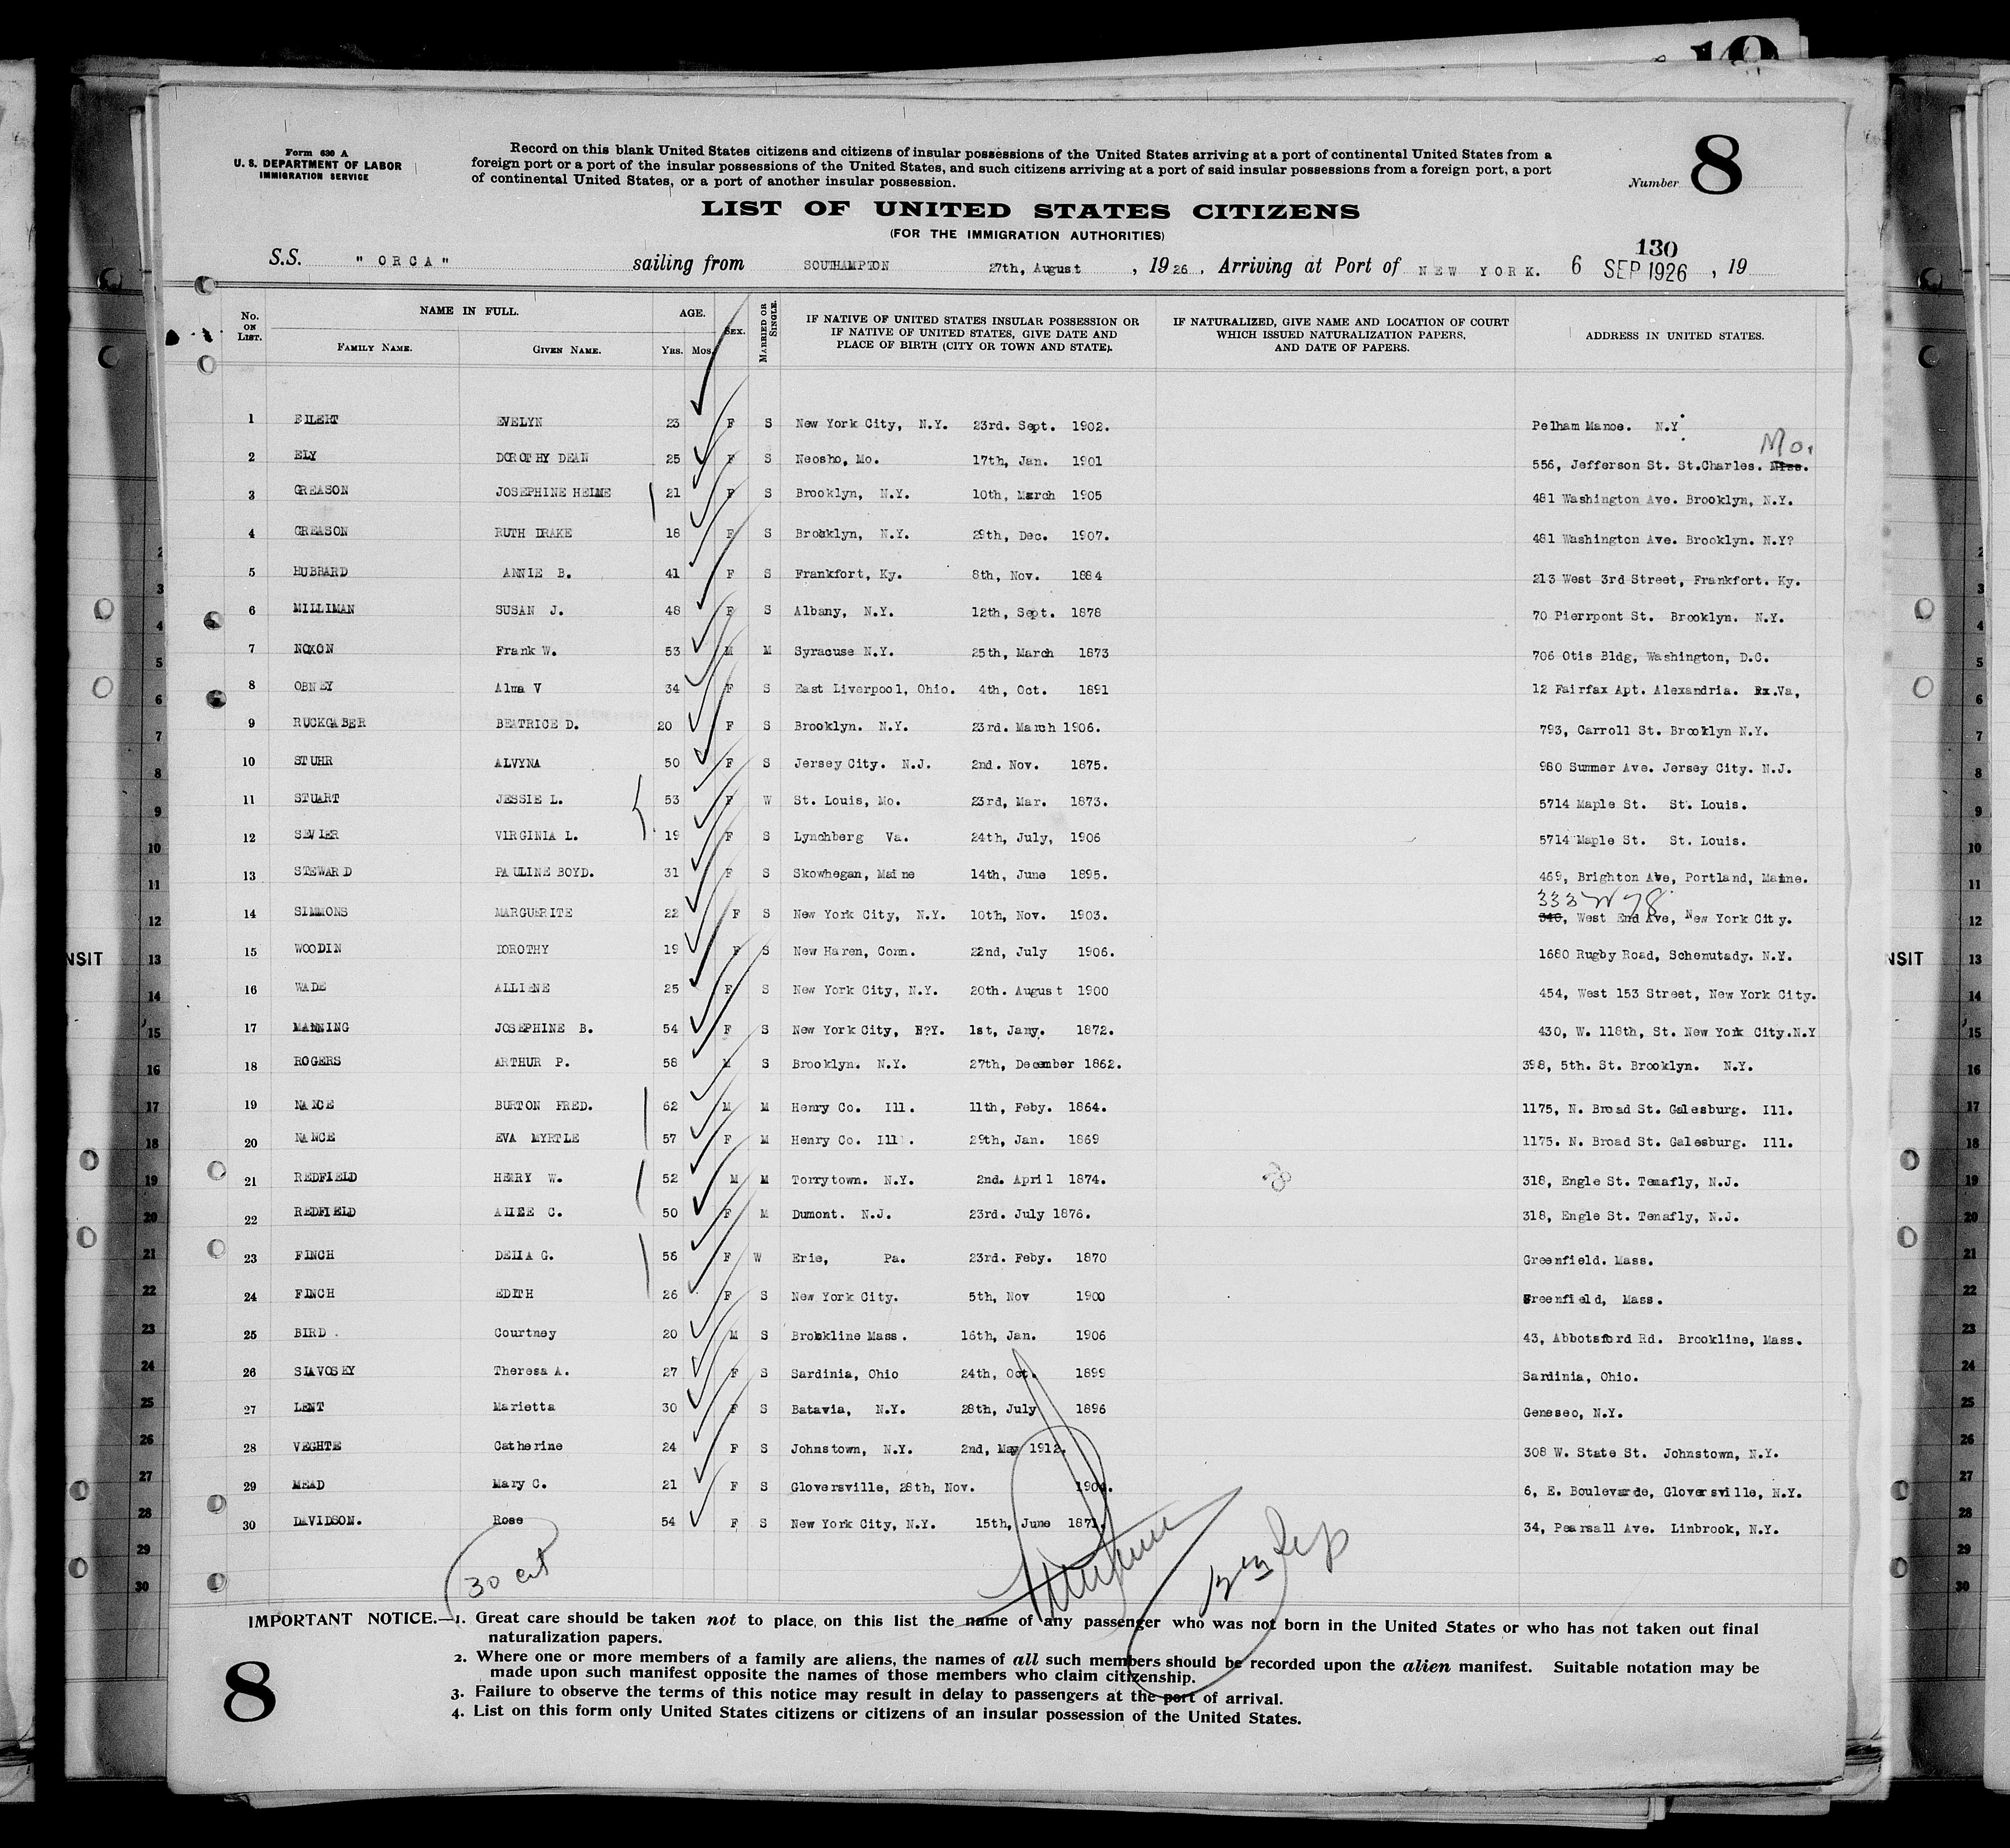 19
Form 630 A
U. S. DEPARTMENT OF LABOR
IMMIGRATION SERVICE
Record on this blank United States citizens and citizens of insular possessions of the United States arriving at a port of continental United States from a
foreign port or a port of the insular possessions of the United States, and such citizens arriving at a port of said insular possessions from a foreign port, a port
of continental United States, or a port of another insular possession.
Number 8
LIST OF UNITED STATES CITIZENS
(FOR THE IMMIGRATION AUTHORITIES)
130
S.S. "ORCA" sailing from SOUTHAMPTON 27th, August , 1926 , Arriving at Port of NEW YORK. 6 SEP 1926 , 19
No. ON LIST. NAME IN FULL. FAMILY NAME. GIVEN NAME. AGE. YRS. MOS. SEX. MARRIED OR SINGLE. IF NATIVE OF UNITED STATES INSULAR POSSESSION OR IF NATIVE OF UNITED STATES, GIVE DATE AND PLACE OF BIRTH (CITY OR TOWN AND STATE). IF NATURALIZED, GIVE NAME AND LOCATION OF COURT WHICH ISSUED NATURALIZATION PAPERS, AND DATE OF PAPERS. ADDRESS IN UNITED STATES.
1 EILERT EVELYN 23 F S New York City, N.Y. 23rd. Sept. 1902. Pelham Manoe. N.Y.
Mo.
2 ELY DOROTHY DEAN 25 F S Neosho, Mo. 17th, Jan. 1901 556, Jefferson St. St.Charles. Miss.
3 GREASON JOSEPHINE HELME 21 F S Brooklyn, N.Y. 10th, March 1905 481 Washington Ave. Brooklyn, N.Y.
4 GREASON RUTH DRAKE 18 F S Brooklyn, N.Y. 29th, Dec. 1907. 481 Washington Ave. Brooklyn. N.Y?
5 HUBBARD ANNIE B. 41 F S Frankfort, Ky. 8th, Nov. 1884 213 West 3rd Street, Frankfort. Ky.
6 MILLIMAN SUSAN J. 48 F S Albany, N.Y. 12th, Sept. 1878 70 Pierrpont St. Brooklyn. N.Y.
7 NOXON Frank W. 53 M M Syracuse N.Y. 25th, March 1873 706 Otis Bldg, Washington, D.C.
8 OBNEY Alma V 34 F S East Liverpool, Ohio. 4th, Oct. 1891 12 Fairfax Apt. Alexandria. Va,
9 RUCKGABER BEATRICE D. 20 F S Brooklyn. N.Y. 23rd. March 1906. 793, Carroll St. Brooklyn N.Y.
10 STUHR ALVYNA 50 F S Jersey City. N.J. 2nd. Nov. 1875. 980 Summer Ave. Jersey City. N.J.
11 STUART JESSIE L. 53 F W St. Louis, Mo. 23rd, Mar. 1873. 5714 Maple St. St. Louis.
12 SEVIER VIRGINIA L. 19 F S Lynchberg Va. 24th, July, 1906 5714 Maple St. St. Louis.
13 STEWARD PAULINE BOYD. 31 F S Skowhegan, Maine 14th, June 1895. 469, Brighton Ave, Portland, Maine.
333 W 78
14 SIMMONS MARGUERITE 22 F S New York City, N.Y. 10th, Nov. 1903. 340, West End Ave, New York City.
15 WOODIN DOROTHY 19 F S New Haren, Conn. 22nd, July 1906. 1680 Rugby Road, Schenutady. N.Y.
16 WADE ALLIENE 25 F S New York City, N.Y. 20th. August 1900 454, West 153 Street, New York City.
17 MANNING JOSEPHINE B. 54 F S New York City, N?Y. 1st, Jany. 1872. 430, W. 118th, St. New York City.N.Y
18 ROGERS ARTHUR P. 58 M S Brooklyn. N.Y. 27th, December 1862. 398, 5th. St. Brooklyn. N.Y.
19 NANCE BURTON FRED. 62 M M Henry Co. Ill. 11th, Feby. 1864. 1175, N. Broad St. Galesburg. Ill.
20 NANCE EVA MYRTLE 57 F M Henry Co. Ill. 29th, Jan. 1869 1175. N. Broad St. Galesburg. Ill.
21 REDFIELD HENRY W. 52 M M Torrytown. N.Y. 2nd. April 1874. 318, Engle St. Tenafly, N.J.
22 REDFIELD ALICE C. 50 F M Dumont. N.J. 23rd. July 1876. 318, Engle St. Tenafly, N.J.
23 FINCH DELIA G. 56 F W Erie, Pa. 23rd. Feby. 1870 Greenfield. Mass.
24 FINCH EDITH 26 F S New York City. 5th, Nov 1900 Greenfield, Mass.
25 BIRD . Courtney 20 M S Brookline Mass. 16th, Jan. 1906 43, Abbotsford Rd. Brookline, Mass.
26 SLAVOSEY Theresa A. 27 F S Sardinia, Ohio 24th, Oct. 1899 Sardinia, Ohio.
27 LENT Marietta 30 F S Batavia, N.Y. 28th, July 1896 Geneseo, N.Y.
28 VEGHTE Catherine 24 F S Johnstown, N.Y. 2nd, May 1912. 308 W. State St. Johnstown, N.Y.
29 MEAD Mary C. 21 F S Gloversville, 28th, Nov. 1904. 6, E. Boulevarde, Gloversville, N.Y.
30 DAVIDSON. Rose 54 F S New York City, N.Y. 15th, June 1871. 34, Pearsall Ave. Linbrook, N.Y.
30 cit
IMPORTANT NOTICE.—1. Great care should be taken not to place on this list the name of any passenger who was not born in the United States or who has not taken out final
naturalization papers.
2. Where one or more members of a family are aliens, the names of all such members should be recorded upon the alien manifest. Suitable notation may be
made upon such manifest opposite the names of those members who claim citizenship.
3. Failure to observe the terms of this notice may result in delay to passengers at the port of arrival.
4. List on this form only United States citizens or citizens of an insular possession of the United States.
8
NSIT
NSIT